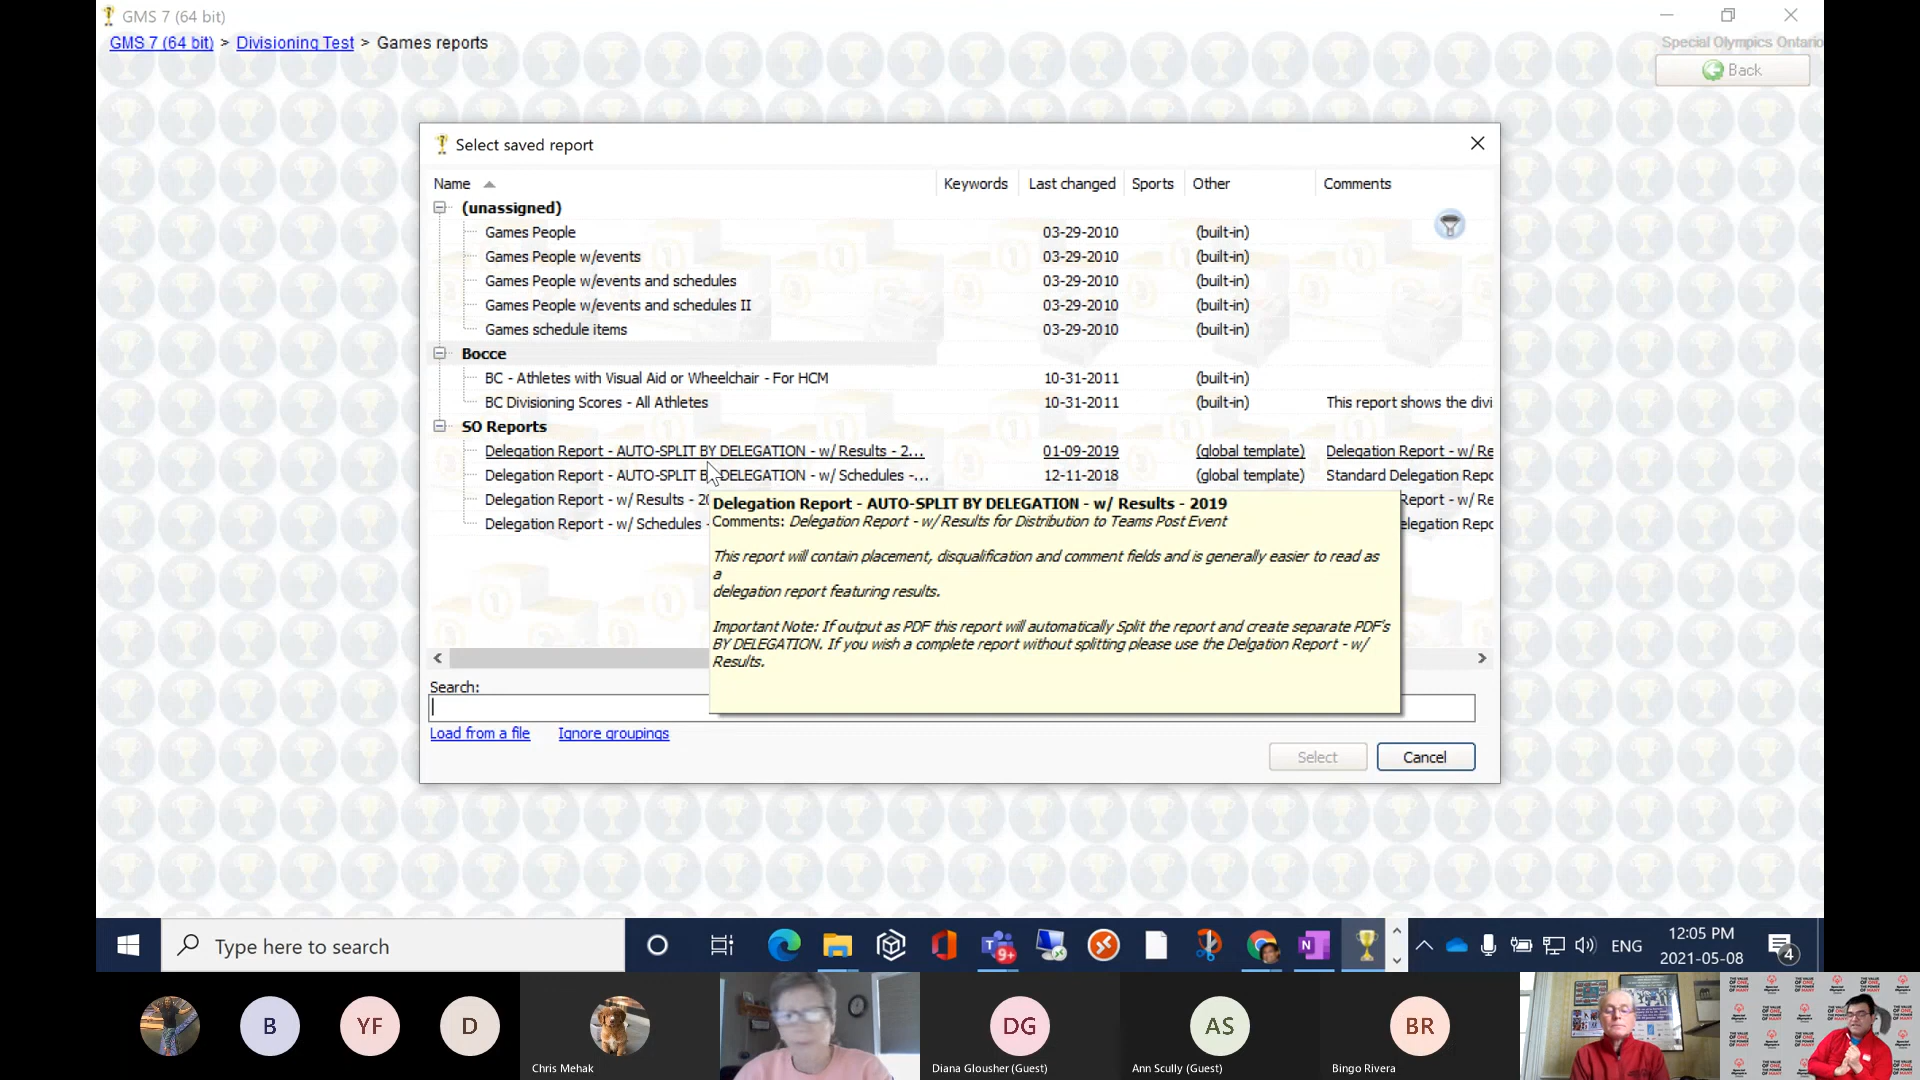 GMS 7 (64 bit)
GMS 7 (64 bit) > Divisioning Test > Games reports
Special Olympics Ontario
Back
Select saved report
Name Keywords Last changed Sports Other Comments
(unassigned)
Games People 03-29-2010 (built-in)
Games People w/events 03-29-2010 (built-in)
Games People w/events and schedules 03-29-2010 (built-in)
Games People w/events and schedules II 03-29-2010 (built-in)
Games schedule items 03-29-2010 (built-in)
Bocce
BC - Athletes with Visual Aid or Wheelchair - For HCM 10-31-2011 (built-in)
BC Divisioning Scores - All Athletes 10-31-2011 (built-in) This report shows the divi
SO Reports
Delegation Report - AUTO-SPLIT BY DELEGATION - w/ Results - 2... 01-09-2019 (global template) Delegation Report - w/ Re
Delegation Report - AUTO-SPLIT BY DELEGATION - w/ Schedules -... 12-11-2018 (global template) Standard Delegation Repo
Delegation Report - w/ Results - 20 Report - w/ Re
Delegation Report - w/ Schedules - elegation Repo
Delegation Report - AUTO-SPLIT BY DELEGATION - w/ Results - 2019
Comments: Delegation Report - w/ Results for Distribution to Teams Post Event
This report will contain placement, disqualification and comment fields and is generally easier to read as
a
delegation report featuring results.
Important Note: If output as PDF this report will automatically Split the report and create separate PDF's
BY DELEGATION. If you wish a complete report without splitting please use the Delgation Report - w/
Results.
Search:
Load from a file Ignore groupings
Select Cancel
Type here to search
9+
N
ENG
12:05 PM
2021-05-08
4
B
YF
D
DG
AS
BR
Chris Mehak
Diana Glousher (Guest)
Ann Scully (Guest)
Bingo Rivera